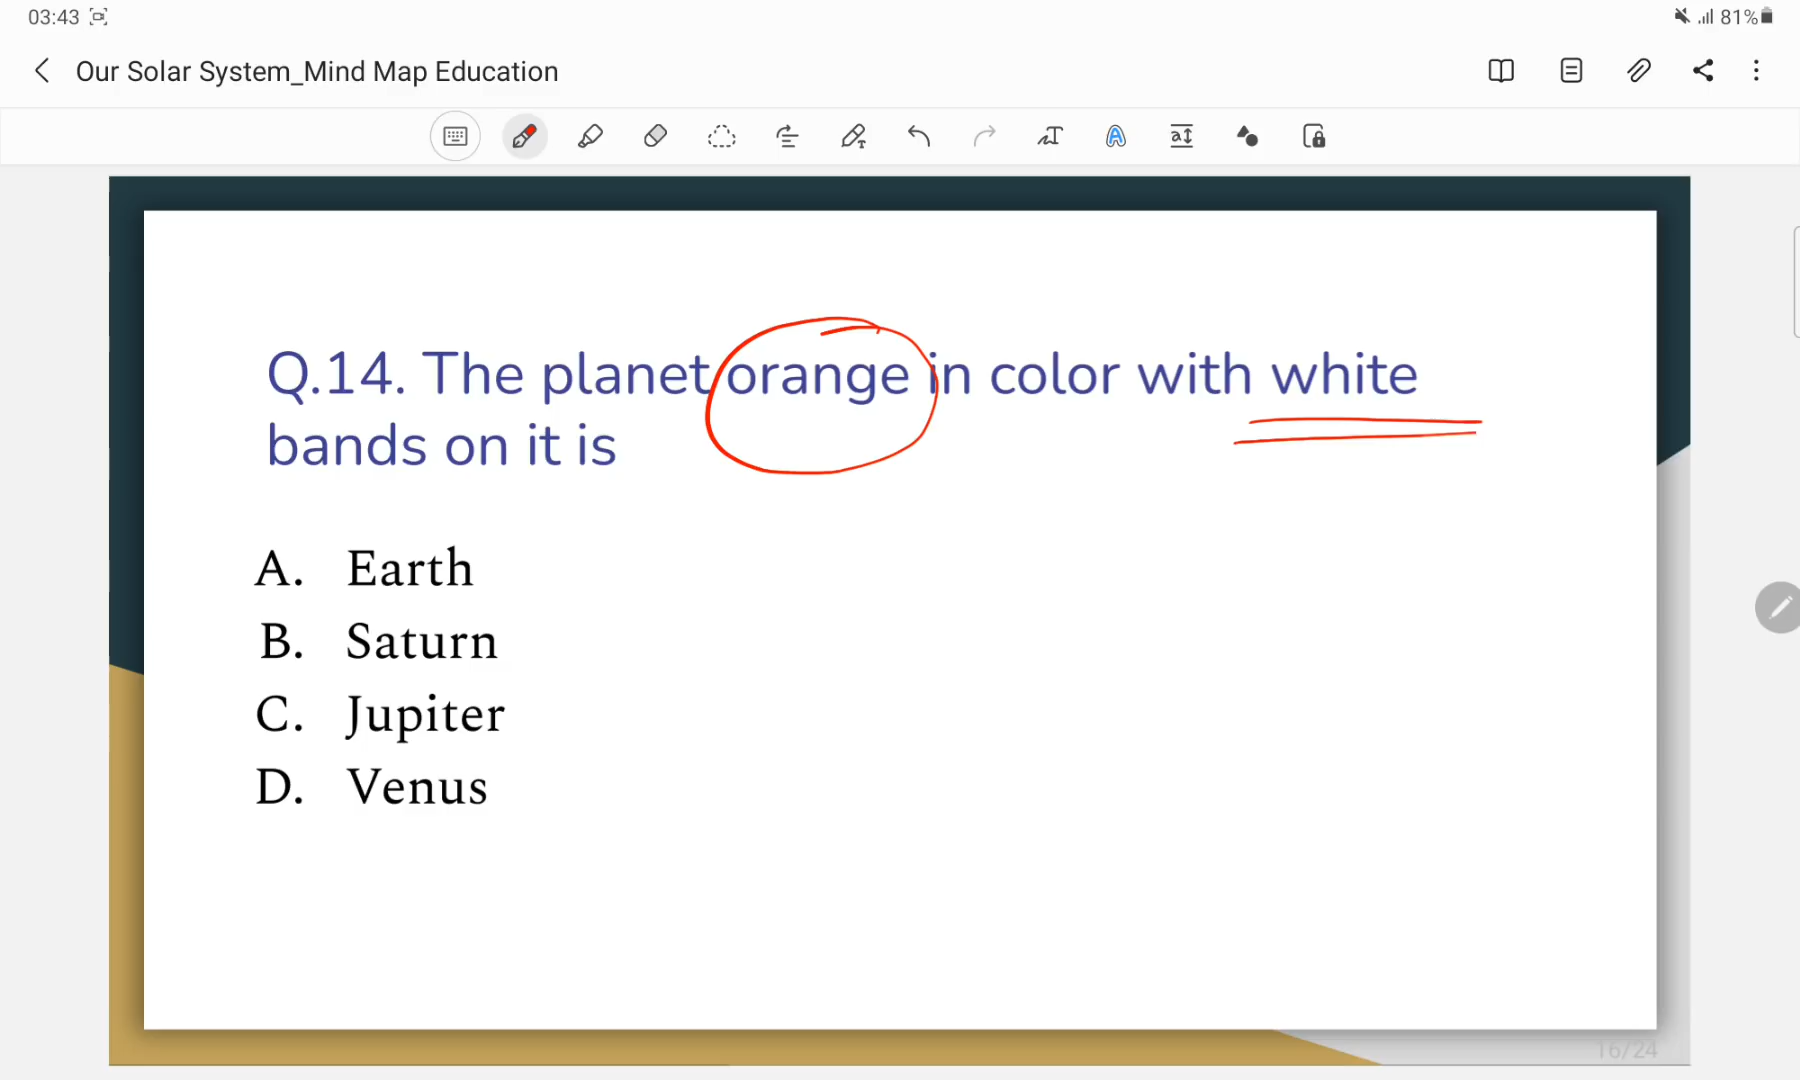 03:43
81%
Our Solar System_Mind Map Education
Q.14. The planet orange in color with white
bands on it is
A. Earth
B. Saturn
C. Jupiter
D. Venus
16/24